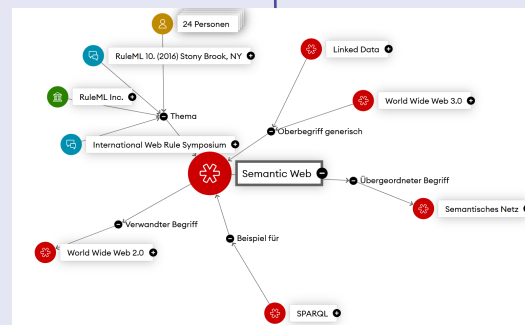 24 Personen
RuleML 10. (2016) Stony Brook, NY
Linked Data
RuleML Inc.
World Wide Web 3.0
Thema
Oberbegriff generisch
International Web Rule Symposium
Semantic Web
Übergeordneter Begriff
Semantisches Netz
Verwandter Begriff
Beispiel für
World Wide Web 2.0
SPARQL